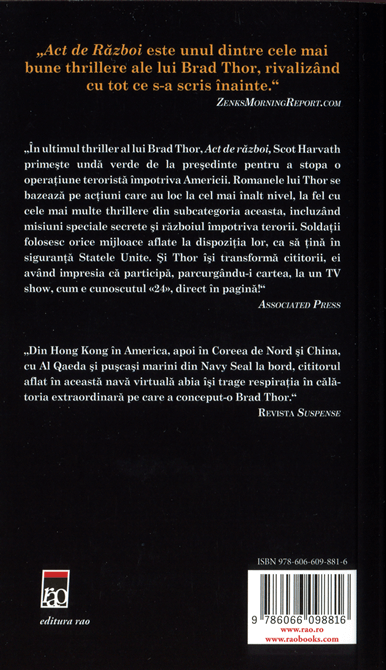 „Act de Război este unul dintre cele mai
bune thrillere ale lui Brad Thor, rivalizând
cu tot ce s-a scris înainte.“
ZenksMorningReport.com
„În ultimul thriller al lui Brad Thor, Act de război, Scot Harvath
primește undă verde de la președinte pentru a stopa o
operațiune teroristă împotriva Americii. Romanele lui Thor se
bazează pe acțiuni care au loc la cel mai înalt nivel, la fel cu
cele mai multe thrillere din subcategoria aceasta, incluzând
misiuni speciale secrete și războiul împotriva terorii. Soldații
folosesc orice mijloace aflate la dispoziția lor, ca să țină în
siguranță Statele Unite. Și Thor își transformă cititorii, ei
având impresia că participă, parcurgându-i cartea, la un TV
show, cum e cunoscutul «24», direct în pagină!“
Associated Press
„Din Hong Kong în America, apoi în Coreea de Nord și China,
cu Al Qaeda și pușcași marini din Navy Seal la bord, cititorul
aflat în această navă virtuală abia își trage respirația în călă-
toria extraordinară pe care a conceput-o Brad Thor.“
Revista Suspense
ISBN 978-606-609-881-6
9 786066 098816
www.rao.ro
www.raobooks.com
rao
editura rao